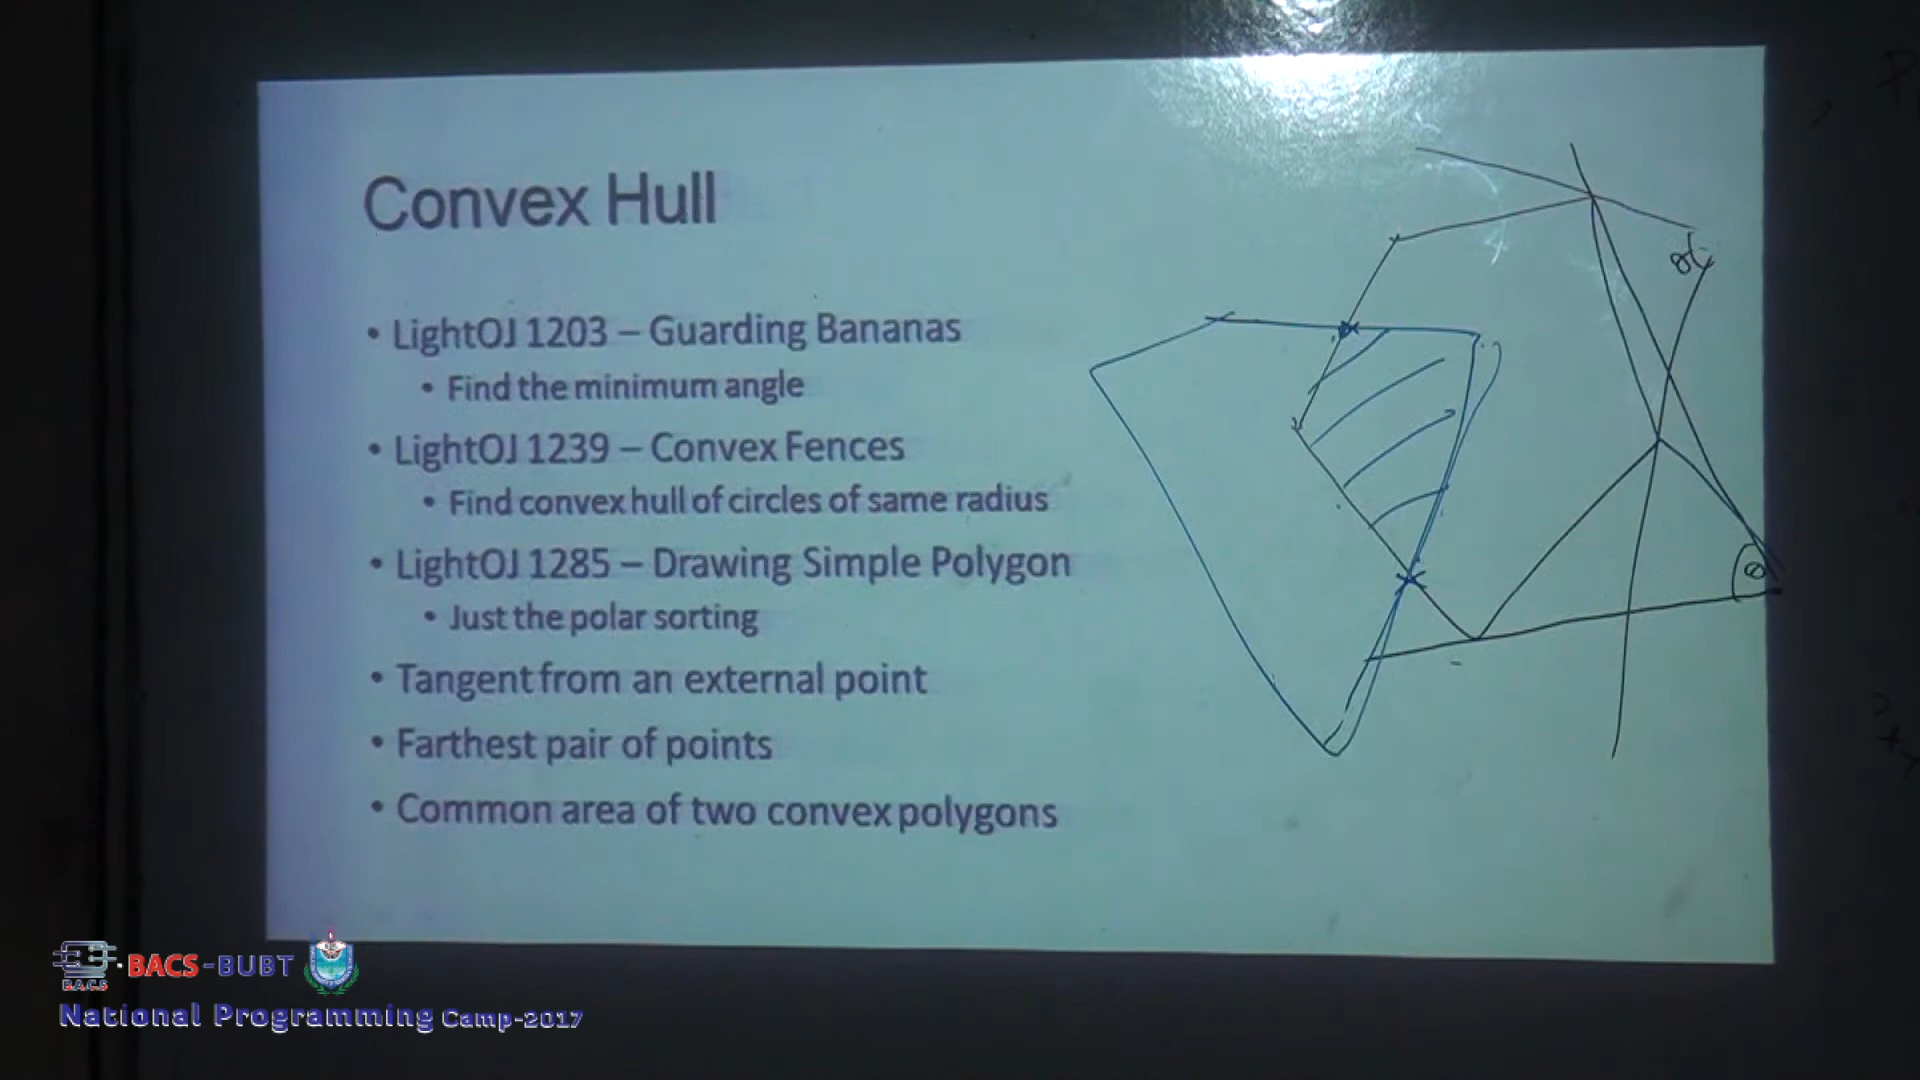 Convex Hull
• LightOJ 1203 – Guarding Bananas
• Find the minimum angle
• LightOJ 1239 – Convex Fences
• Find convex hull of circles of same radius
• LightOJ 1285 – Drawing Simple Polygon
• Just the polar sorting
• Tangent from an external point
• Farthest pair of points
• Common area of two convex polygons
BACS-BUBT
B.A.C.S
National Programming Camp-2017